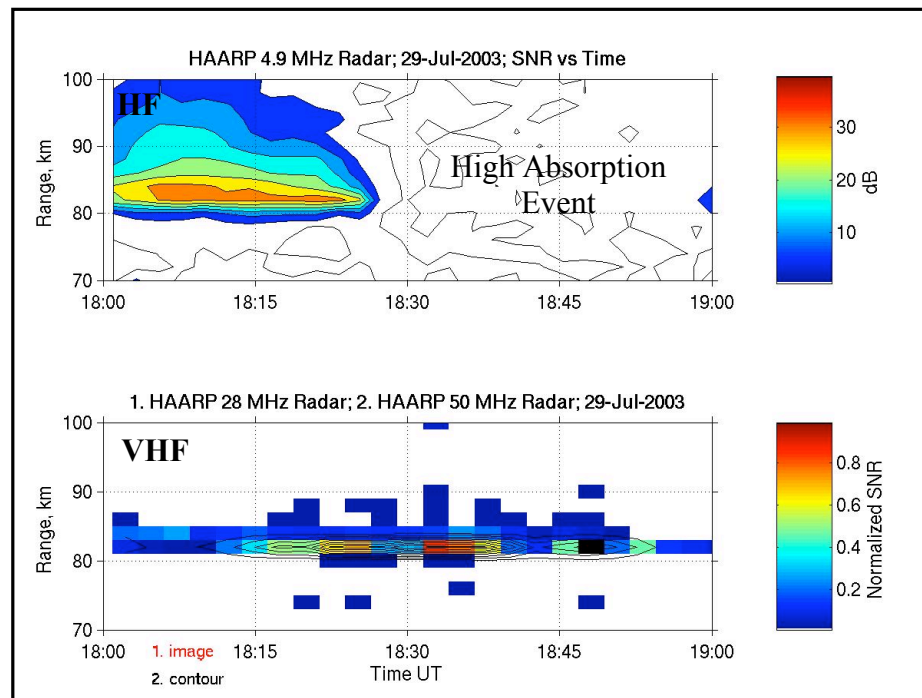 HAARP 4.9 MHz Radar; 29-Jul-2003; SNR vs Time
HF
High Absorption
Event
100
90
80
70
Range, km
18:00
18:15
18:30
18:45
19:00
30
20
10
dB
1. HAARP 28 MHz Radar; 2. HAARP 50 MHz Radar; 29-Jul-2003
VHF
100
90
80
70
Range, km
18:00
18:15
18:30
18:45
19:00
1. image
2. contour
Time UT
0.8
0.6
0.4
0.2
Normalized SNR